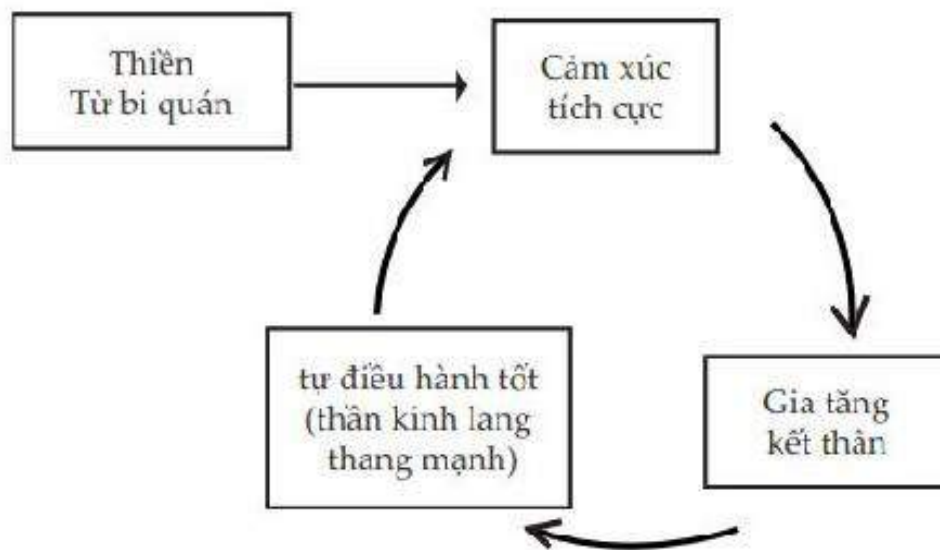 Thiền
Từ bi quán
Cảm xúc
tích cực
tự điều hành tốt
(thần kinh lang
thang mạnh)
Gia tăng
kết thân